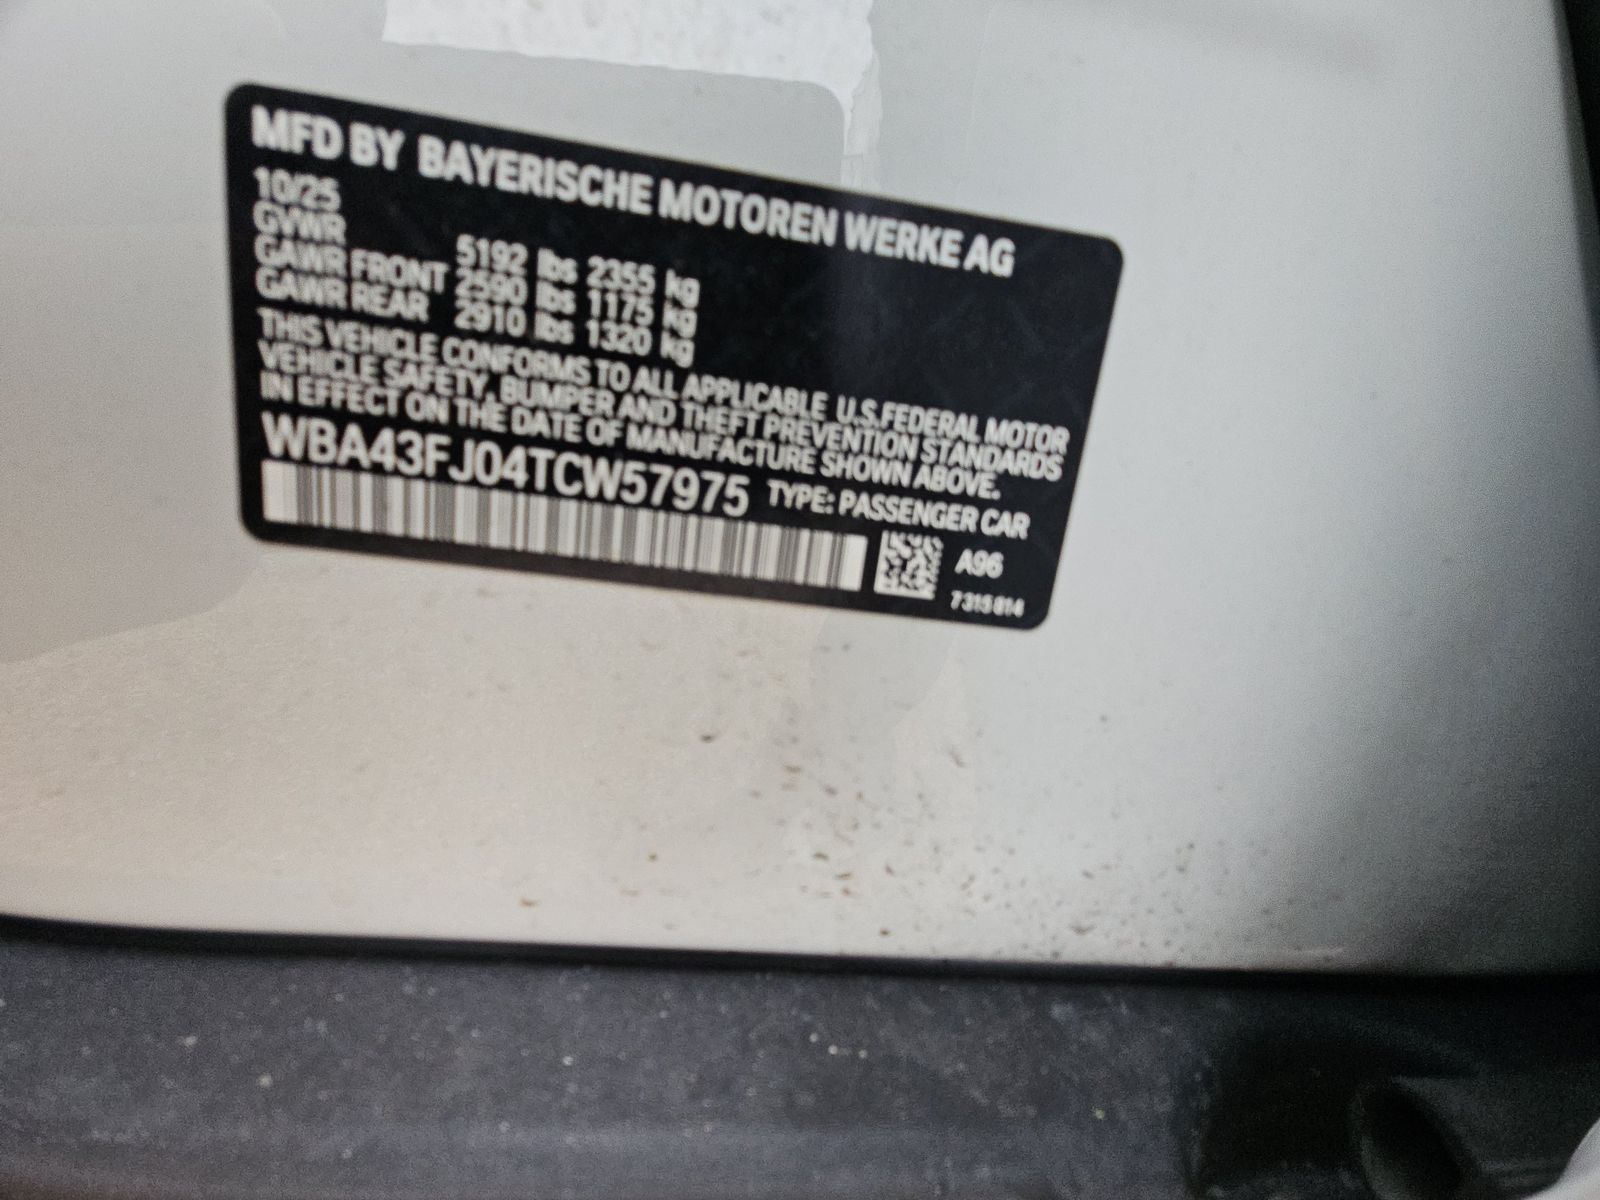 MFD BY BAYERISCHE MOTOREN WERKE AG
10/25
GVWR 5192 lbs 2355 kg
GAWR FRONT 2590 lbs 1175 kg
GAWR REAR 2910 lbs 1320 kg
THIS VEHICLE CONFORMS TO ALL APPLICABLE U.S.FEDERAL MOTOR
VEHICLE SAFETY, BUMPER AND THEFT PREVENTION STANDARDS
IN EFFECT ON THE DATE OF MANUFACTURE SHOWN ABOVE.
WBA43FJ04TCW57975 TYPE: PASSENGER CAR
A96
7 315 814